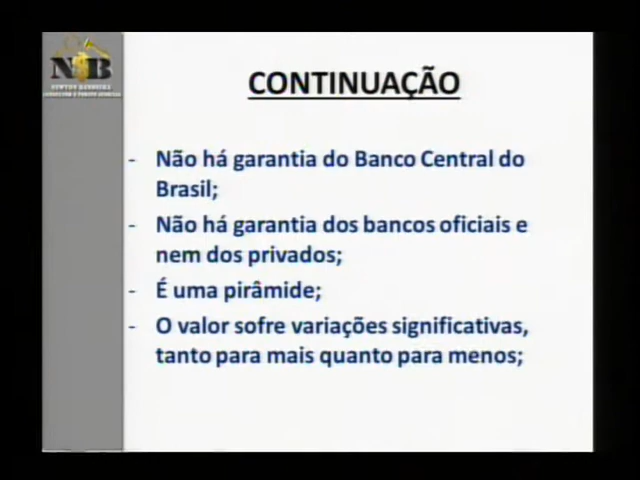 NB
CONTINUAÇÃO
- Não há garantia do Banco Central do
Brasil;
- Não há garantia dos bancos oficiais e
nem dos privados;
- É uma pirâmide;
- O valor sofre variações significativas,
tanto para mais quanto para menos;